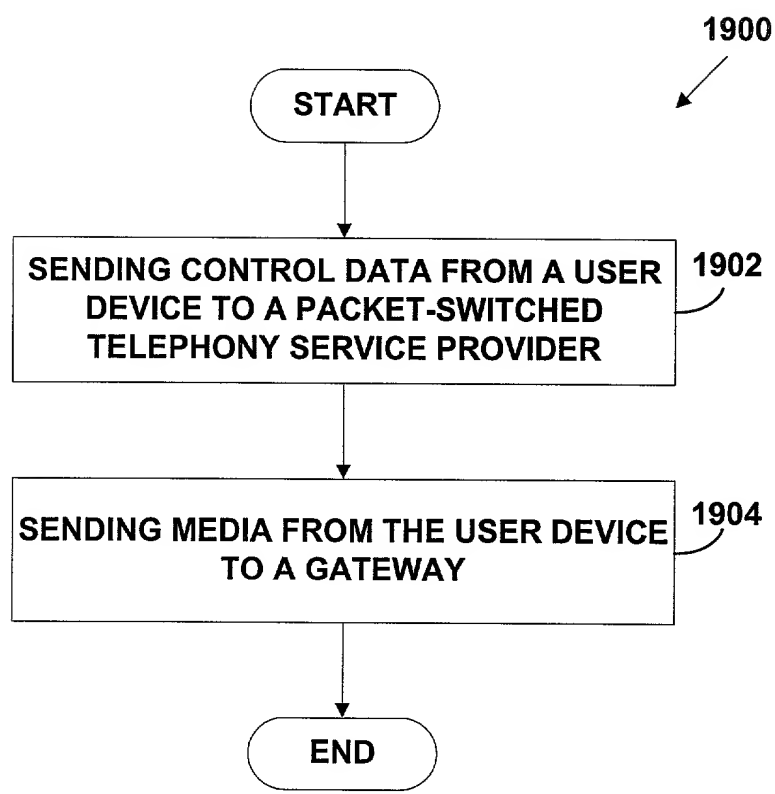 1900
START
SENDING CONTROL DATA FROM A USER
DEVICE TO A PACKET-SWITCHED
TELEPHONY SERVICE PROVIDER
1902
SENDING MEDIA FROM THE USER DEVICE
TO A GATEWAY
1904
END